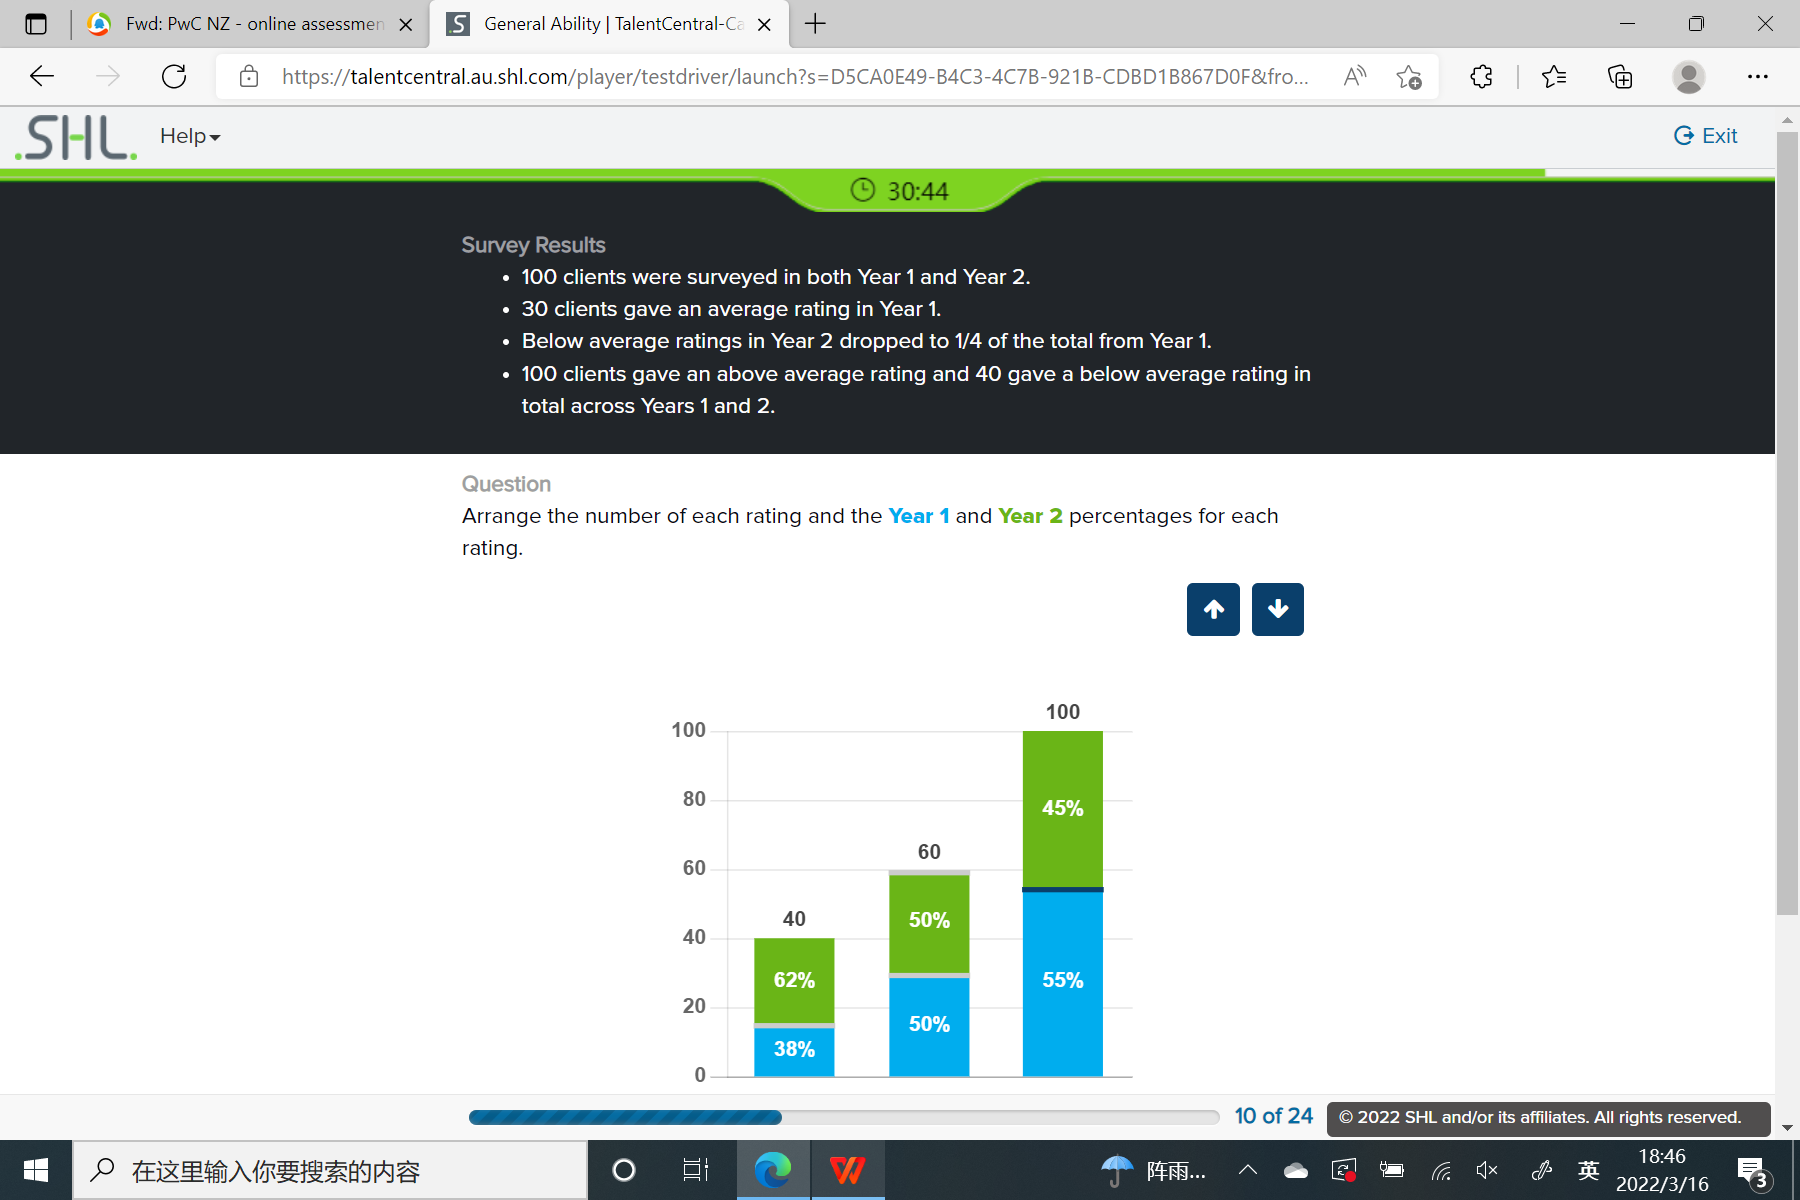 Fwd: PwC NZ - online assessmen
General Ability | TalentCentral-Ca
https://talentcentral.au.shl.com/player/testdriver/launch?s=D5CA0E49-B4C3-4C7B-921B-CDBD1B867D0F&fro...
.SHL.
Help
Exit
30:44
Survey Results
• 100 clients were surveyed in both Year 1 and Year 2.
• 30 clients gave an average rating in Year 1.
• Below average ratings in Year 2 dropped to 1/4 of the total from Year 1.
• 100 clients gave an above average rating and 40 gave a below average rating in
total across Years 1 and 2.
Question
Arrange the number of each rating and the Year 1 and Year 2 percentages for each
rating.
100
100
80
45%
60
60
50%
40
40
62%
55%
20
50%
38%
0
10 of 24
© 2022 SHL and/or its affiliates. All rights reserved.
在这里输入你要搜索的内容
阵雨...
英
18:46
2022/3/16
3